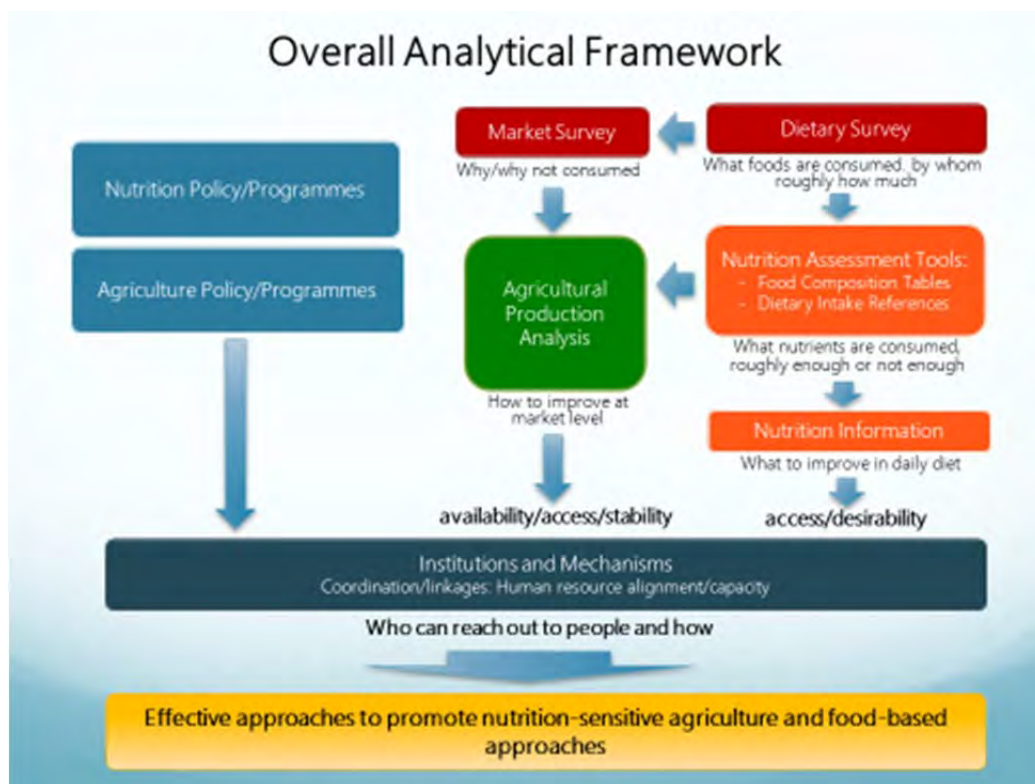 Overall Analytical Framework
Nutrition Policy/Programmes
Agriculture Policy/Programmes
Market Survey
Why/why not consumed
Dietary Survey
What foods are consumed, by whom
roughly how much
Agricultural
Production
Analysis
How to improve at
market level
Nutrition Assessment Tools:
- Food Composition Tables
- Dietary Intake References
What nutrients are consumed,
roughly enough or not enough
Nutrition Information
What to improve in daily diet
availability/access/stability
access/desirability
Institutions and Mechanisms
Coordination/linkages: Human resource alignment/capacity
Who can reach out to people and how
Effective approaches to promote nutrition-sensitive agriculture and food-based
approaches